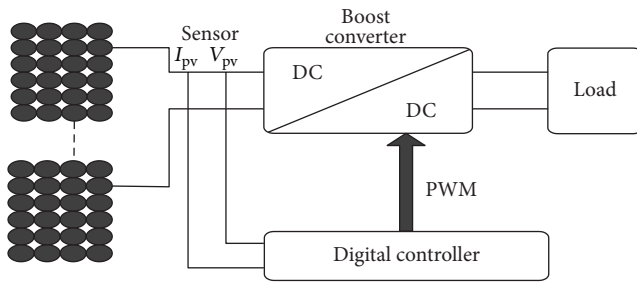 Boost
converter
Sensor
I_pv V_pv
DC
DC
Load
PWM
Digital controller